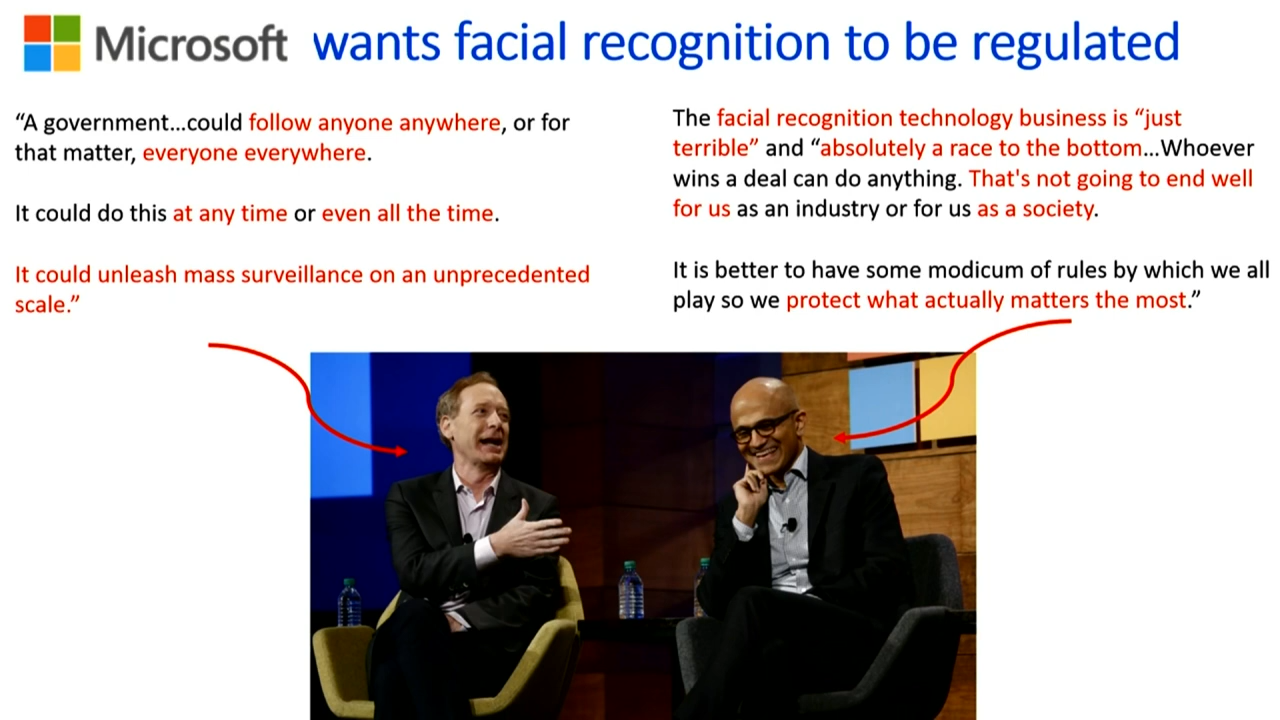 Microsoft wants facial recognition to be regulated
“A government...could follow anyone anywhere, or for
that matter, everyone everywhere.
It could do this at any time or even all the time.
It could unleash mass surveillance on an unprecedented
scale.”
The facial recognition technology business is “just
terrible” and “absolutely a race to the bottom...Whoever
wins a deal can do anything. That's not going to end well
for us as an industry or for us as a society.
It is better to have some modicum of rules by which we all
play so we protect what actually matters the most.”